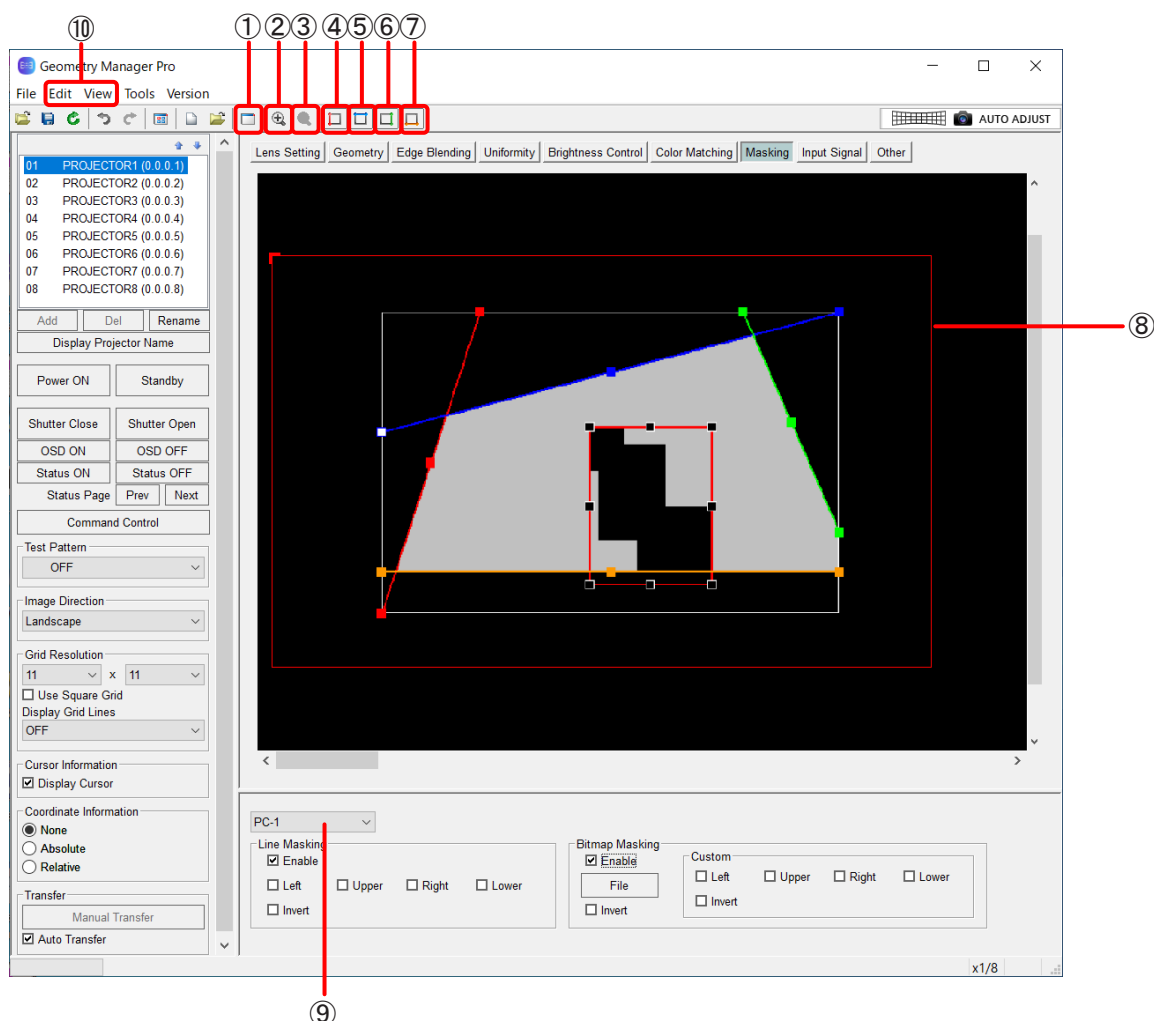 ⑩ ① ② ③ ④ ⑤ ⑥ ⑦
Geometry Manager Pro
File Edit View Tools Version
AUTO ADJUST
Lens Setting Geometry Edge Blending Uniformity Brightness Control Color Matching Masking Input Signal Other
01 PROJECTOR1 (0.0.0.1)
02 PROJECTOR2 (0.0.0.2)
03 PROJECTOR3 (0.0.0.3)
04 PROJECTOR4 (0.0.0.4)
05 PROJECTOR5 (0.0.0.5)
06 PROJECTOR6 (0.0.0.6)
07 PROJECTOR7 (0.0.0.7)
08 PROJECTOR8 (0.0.0.8)
Add Del Rename
Display Projector Name
Power ON Standby
Shutter Close Shutter Open
OSD ON OSD OFF
Status ON Status OFF
Status Page Prev Next
Command Control
Test Pattern
OFF
Image Direction
Landscape
Grid Resolution
11 x 11
Use Square Grid
Display Grid Lines
OFF
Cursor Information
Display Cursor
Coordinate Information
None
Absolute
Relative
Transfer
Manual Transfer
Auto Transfer
⑧
PC-1
Line Masking
Enable
Left Upper Right Lower
Invert
Bitmap Masking
Enable
File
Invert
Custom
Left Upper Right Lower
Invert
x1/8
⑨